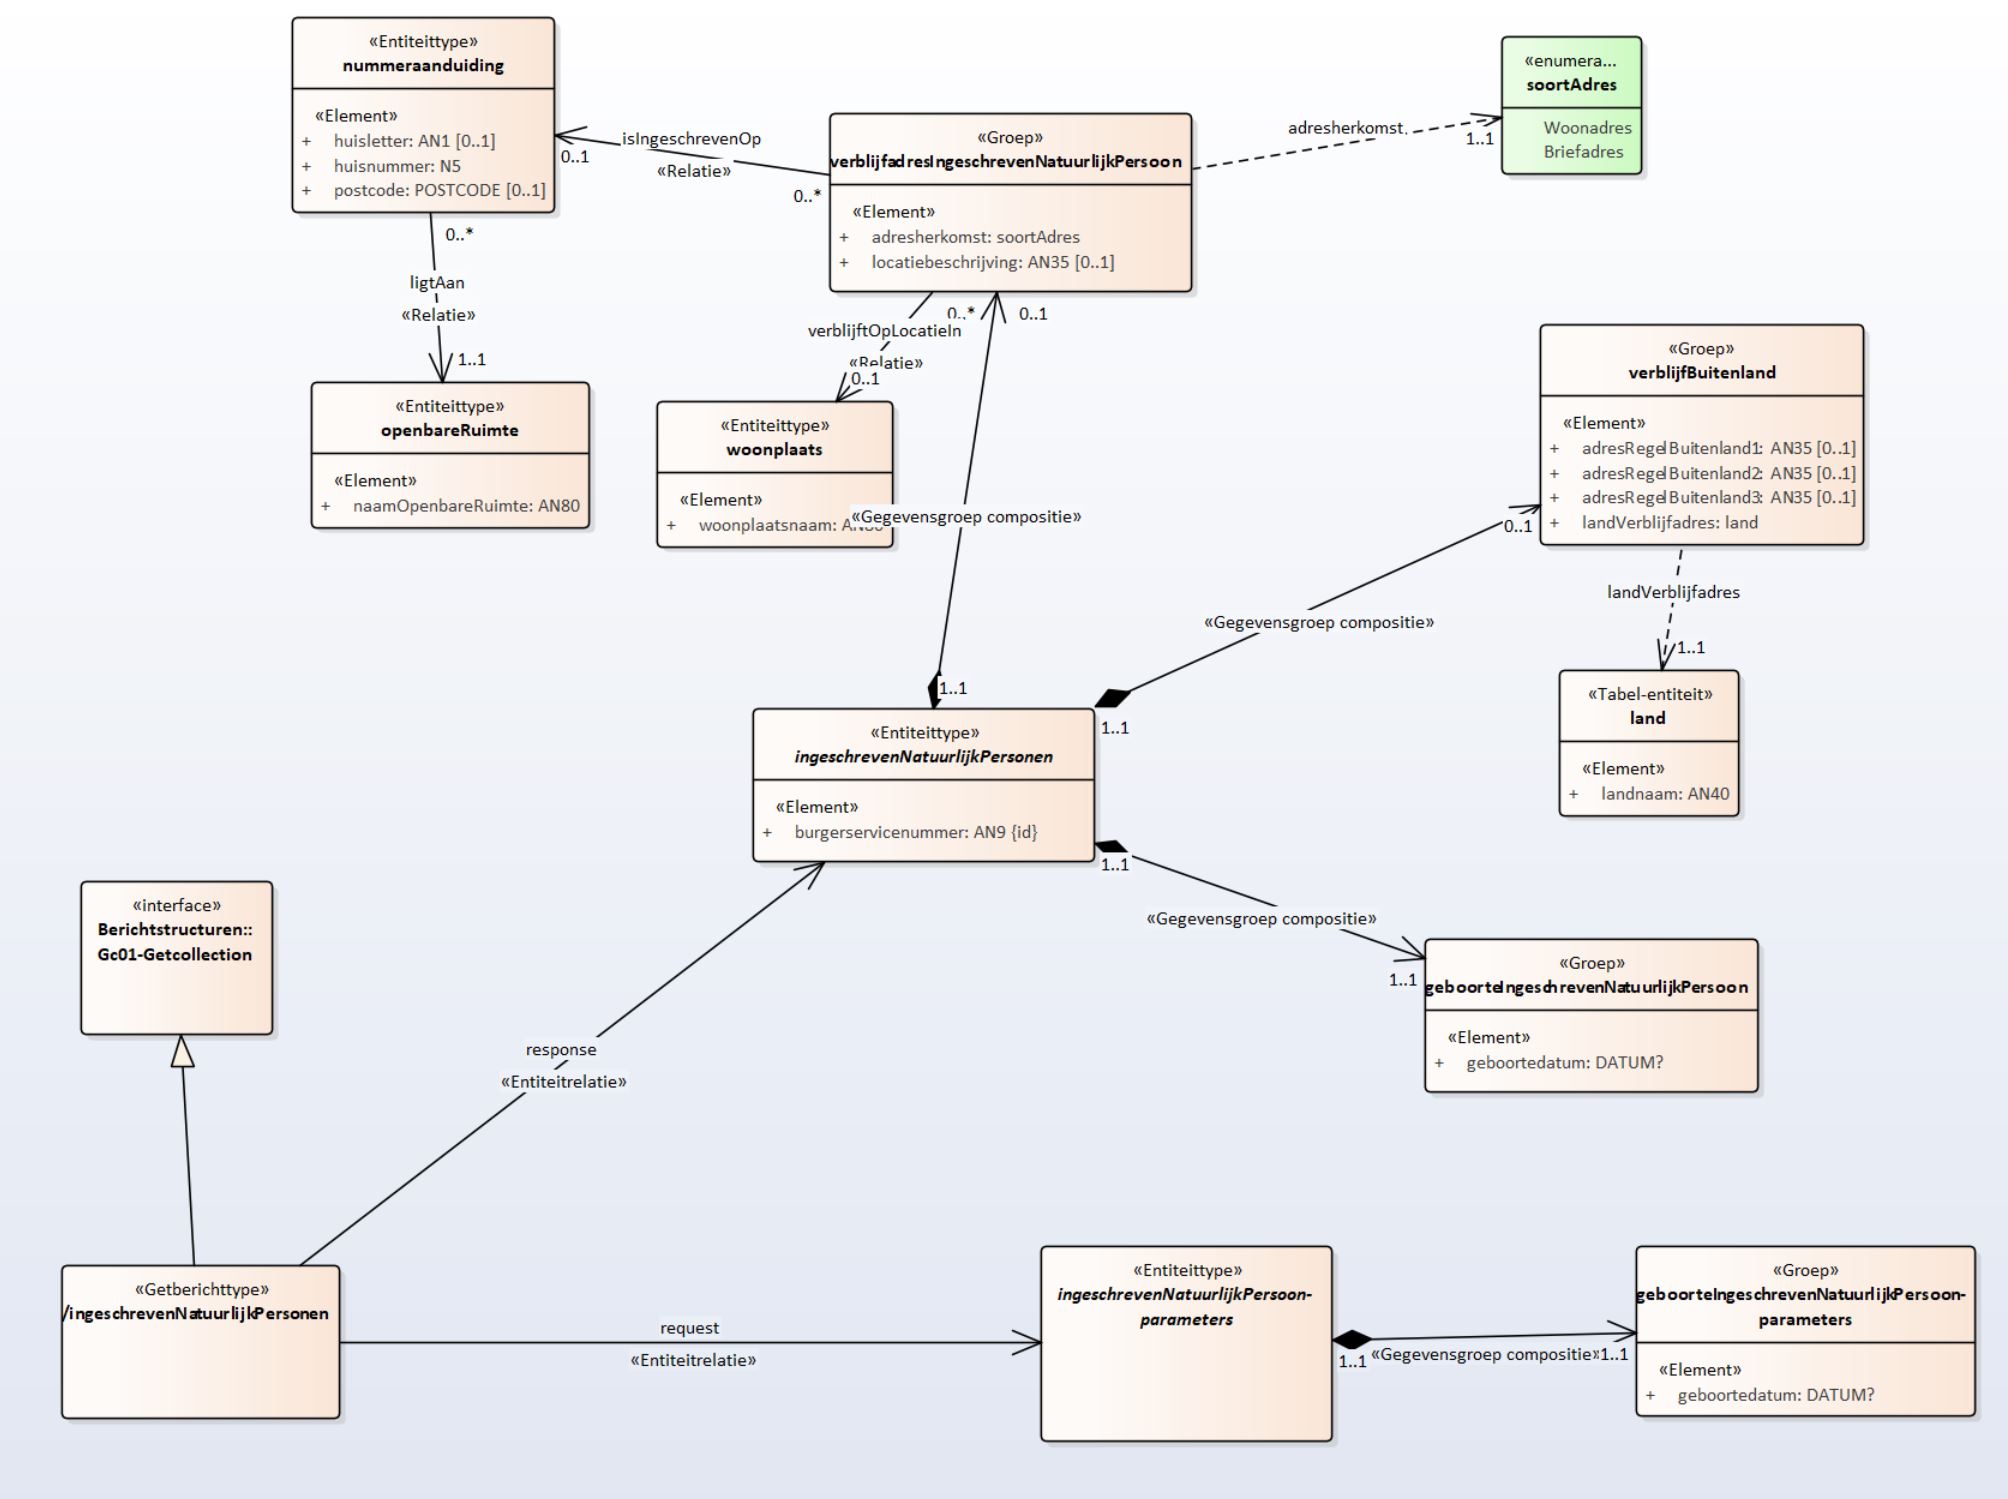 «Entiteittype»
nummeraanduiding
«Element»
+ huisletter: AN1 [0..1]
+ huisnummer: N5
+ postcode: POSTCODE [0..1]
isIngeschrevenOp
0..1
«Relatie»
0..*
«Groep»
verblijfadresIngeschrevenNatuurlijkPersoon
«Element»
+ adresherkomst: soortAdres
+ locatiebeschrijving: AN35 [0..1]
adresherkomst
1..1
«enumera...
soortAdres
Woonadres
Briefadres
0..*
ligtAan
«Relatie»
1..1
«Entiteittype»
openbareRuimte
«Element»
+ naamOpenbareRuimte: AN80
0..*
0..1
verblijftOpLocatieIn
«Relatie»
0..1
«Entiteittype»
woonplaats
«Element»
+ woonplaatsnaam:
«Gegevensgroep compositie»
1..1
«Groep»
verblijfBuitenland
«Element»
+ adresRegelBuitenland1: AN35 [0..1]
+ adresRegelBuitenland2: AN35 [0..1]
+ adresRegelBuitenland3: AN35 [0..1]
+ landVerblijfadres: land
0..1
«Gegevensgroep compositie»
1..1
landVerblijfadres
1..1
«Tabel-entiteit»
land
«Element»
+ landnaam: AN40
«Entiteittype»
ingeschrevenNatuurlijkPersonen
«Element»
+ burgerservicenummer: AN9 {id}
1..1
«Gegevensgroep compositie»
1..1
«Groep»
geboorteIngeschrevenNatuurlijkPersoon
«Element»
+ geboortedatum: DATUM?
«interface»
Berichtstructuren::
Gc01-Getcollection
response
«Entiteitrelatie»
«Getberichttype»
/ingeschrevenNatuurlijkPersonen
request
«Entiteitrelatie»
«Entiteittype»
ingeschrevenNatuurlijkPersoon-
parameters
1..1
«Gegevensgroep compositie»
1..1
«Groep»
geboorteIngeschrevenNatuurlijkPersoon-
parameters
«Element»
+ geboortedatum: DATUM?